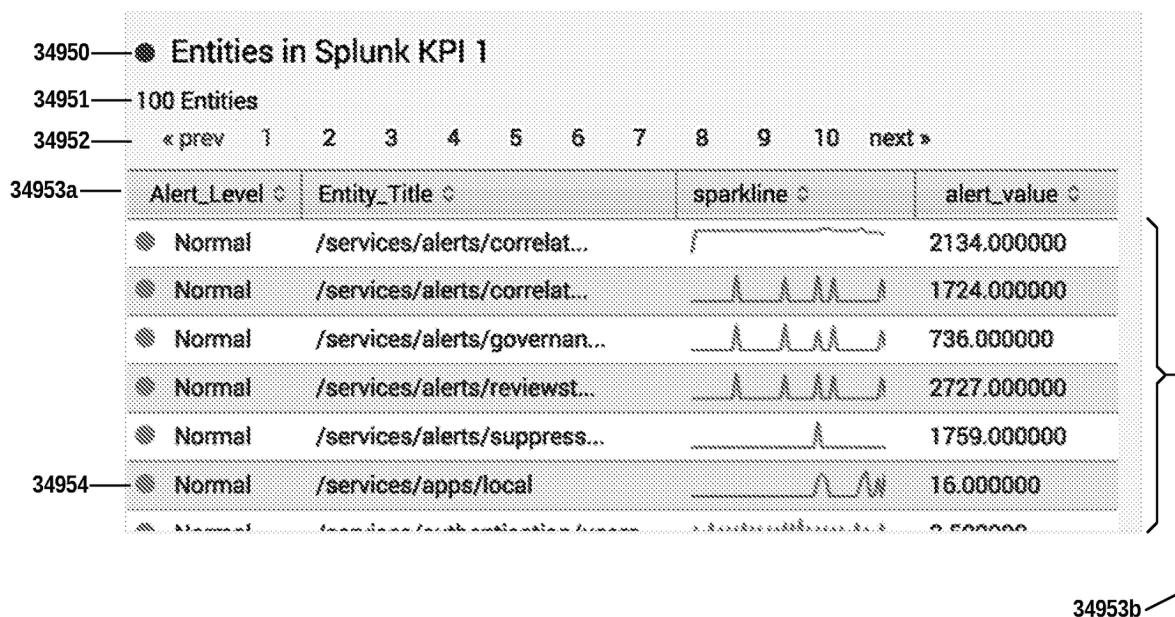 34950 Entities in Splunk KPI 1
34951 100 Entities
34952 « prev 1 2 3 4 5 6 7 8 9 10 next »
34953a Alert_Level Entity_Title sparkline alert_value
Normal /services/alerts/correlat... 2134.000000
Normal /services/alerts/correlat... 1724.000000
Normal /services/alerts/governan... 736.000000
Normal /services/alerts/reviewst... 2727.000000
Normal /services/alerts/suppress... 1759.000000
34954 Normal /services/apps/local 16.000000
34953b